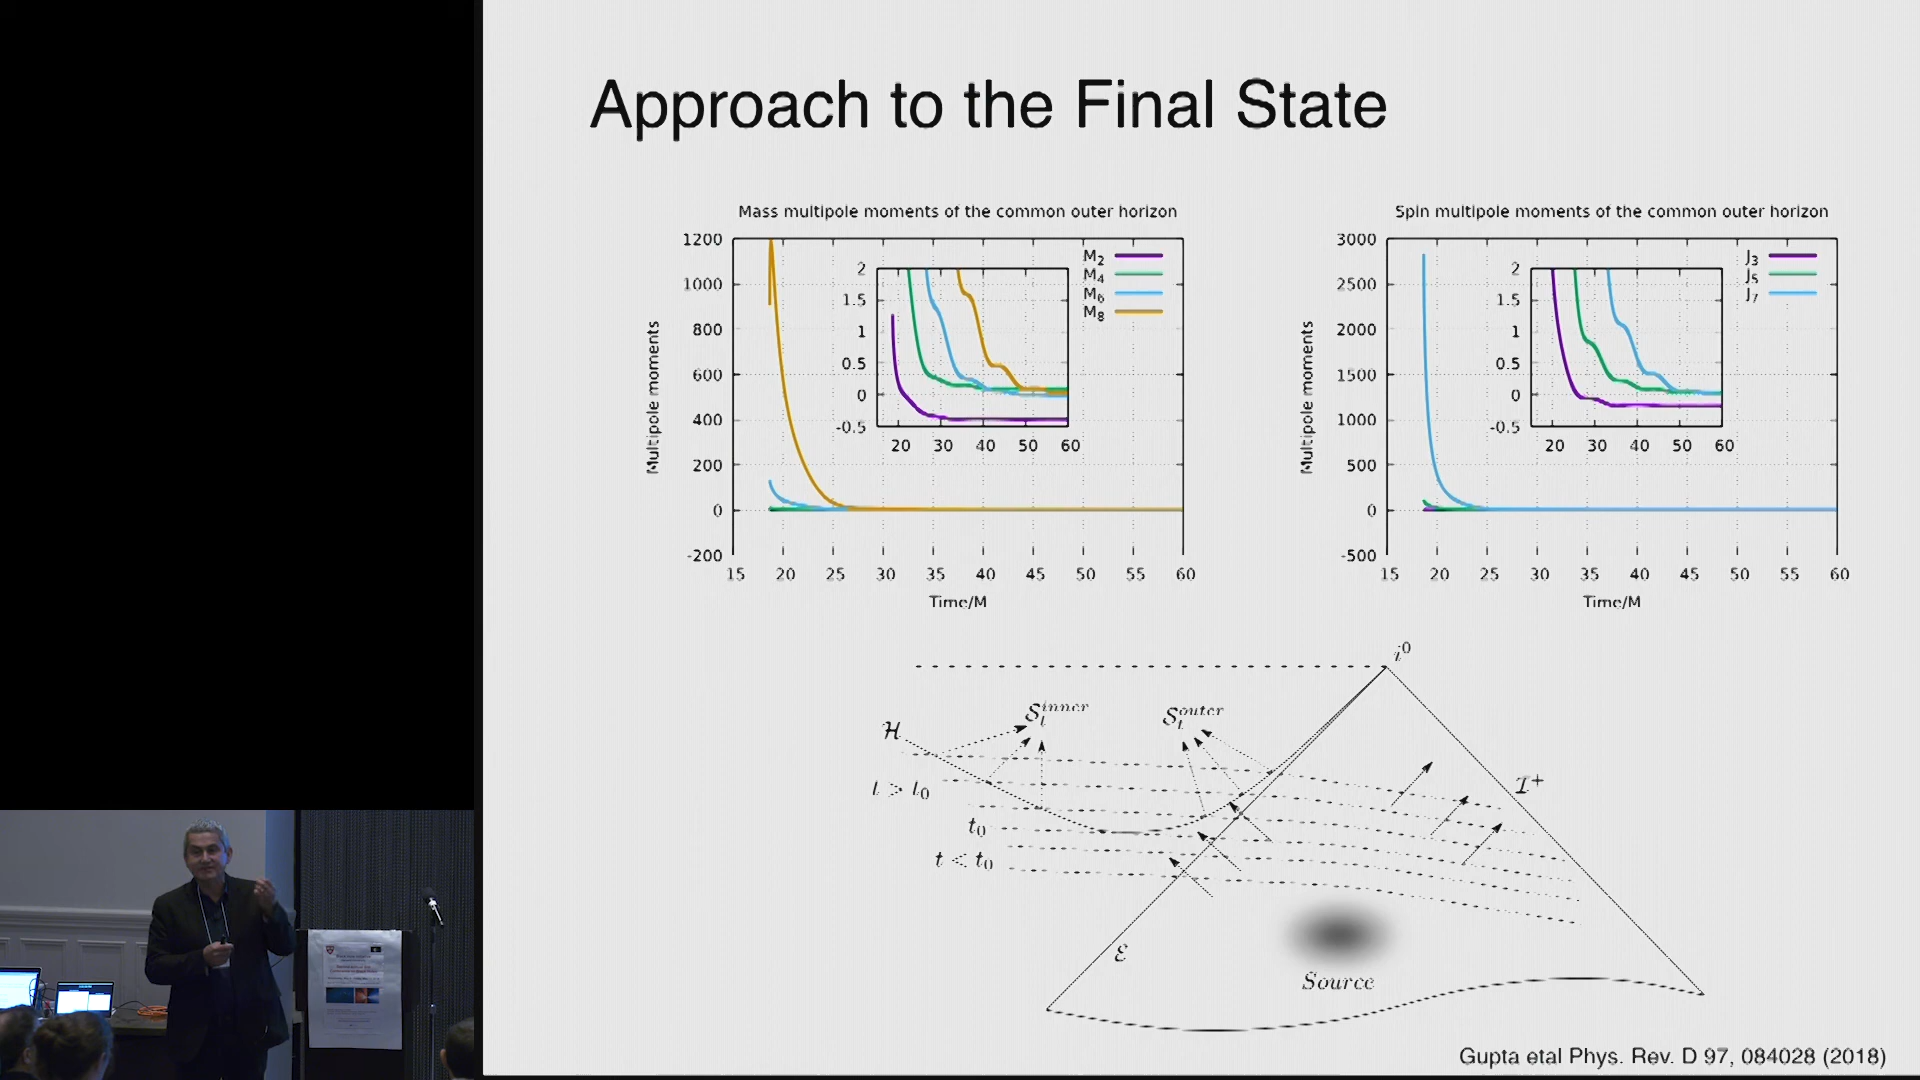 Approach to the Final State
Mass multipole moments of the common outer horizon
Multipole moments
1200
1000
800
600
400
200
0
-200
15 20 25 30 35 40 45 50 55 60
Time/M
M2
M4
M6
M8
2
1.5
1
0.5
0
-0.5
20 30 40 50 60
Spin multipole moments of the common outer horizon
Multipole moments
3000
2500
2000
1500
1000
500
0
-500
15 20 25 30 35 40 45 50 55 60
Time/M
J3
J5
J7
2
1.5
1
0.5
0
-0.5
20 30 40 50 60
i⁰
S_t^{inner}
S_t^{outer}
H
I⁺
t > t₀
t₀
t < t₀
E
Source
Gupta etal Phys. Rev. D 97, 084028 (2018)